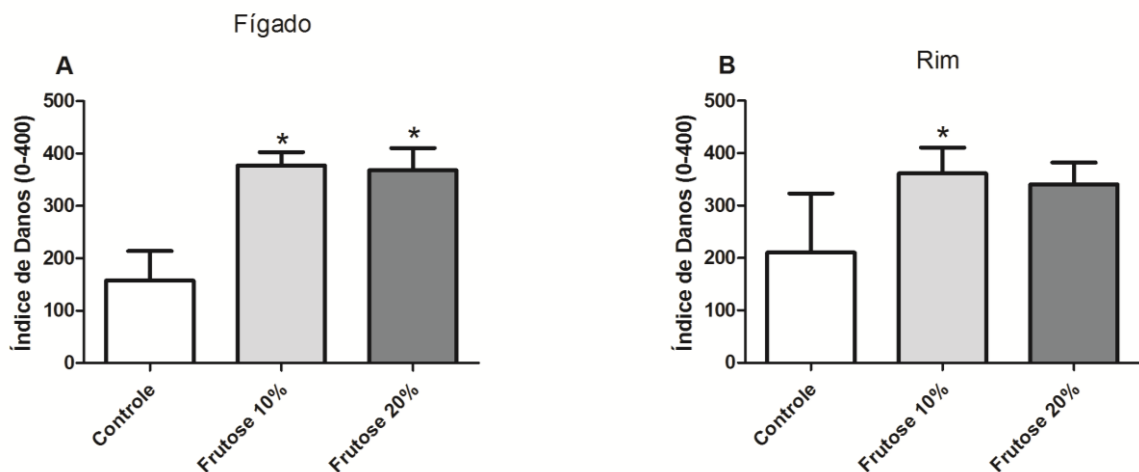 Fígado
A
Índice de Danos (0-400)
500
400
300
200
100
0
*
*
Controle
Frutose 10%
Frutose 20%
Rim
B
Índice de Danos (0-400)
500
400
300
200
100
0
*
Controle
Frutose 10%
Frutose 20%